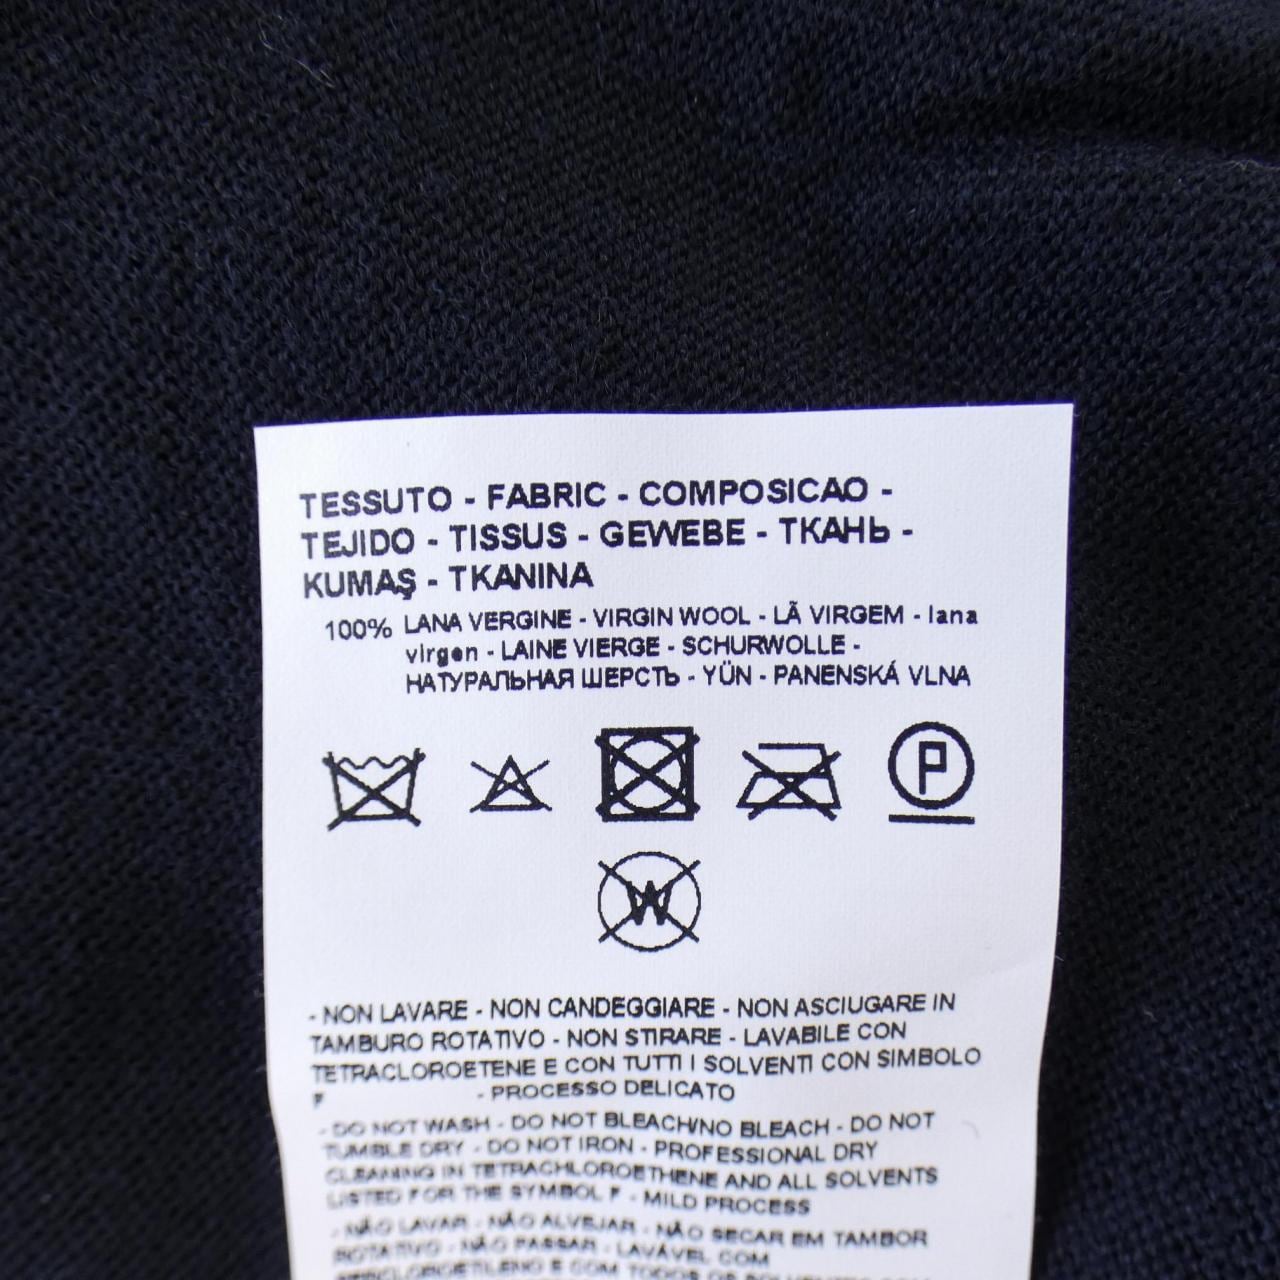 TESSUTO - FABRIC - COMPOSICAO -
TEJIDO - TISSUS - GEWEBE - ТКАНЬ -
KUMAŞ - TKANINA
100% LANA VERGINE - VIRGIN WOOL - LÃ VIRGEM - lana
virgen - LAINE VIERGE - SCHURWOLLE -
НАТУРАЛЬНАЯ ШЕРСТЬ - YÜN - PANENSKÁ VLNA
P
W
- NON LAVARE - NON CANDEGGIARE - NON ASCIUGARE IN
TAMBURO ROTATIVO - NON STIRARE - LAVABILE CON
TETRACLOROETENE E CON TUTTI I SOLVENTI CON SIMBOLO
F - PROCESSO DELICATO
- DO NOT WASH - DO NOT BLEACH/NO BLEACH - DO NOT
TUMBLE DRY - DO NOT IRON - PROFESSIONAL DRY
CLEANING IN TETRACHLOROETHENE AND ALL SOLVENTS
LISTED FOR THE SYMBOL F - MILD PROCESS
- NÃO LAVAR - NÃO ALVEJAR - NÃO SECAR EM TAMBOR
ROTATIVO - NÃO PASSAR - LAVÁVEL COM